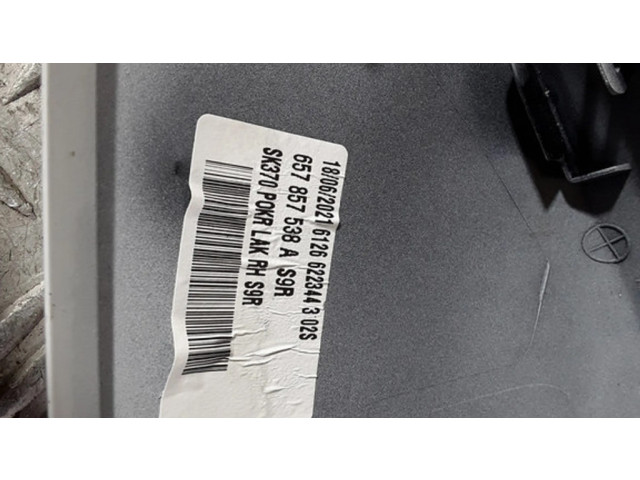 18/06/2021 6126 622344 3 02S
657 857 538 A S9R
SK370 POKR LAK RH S9R